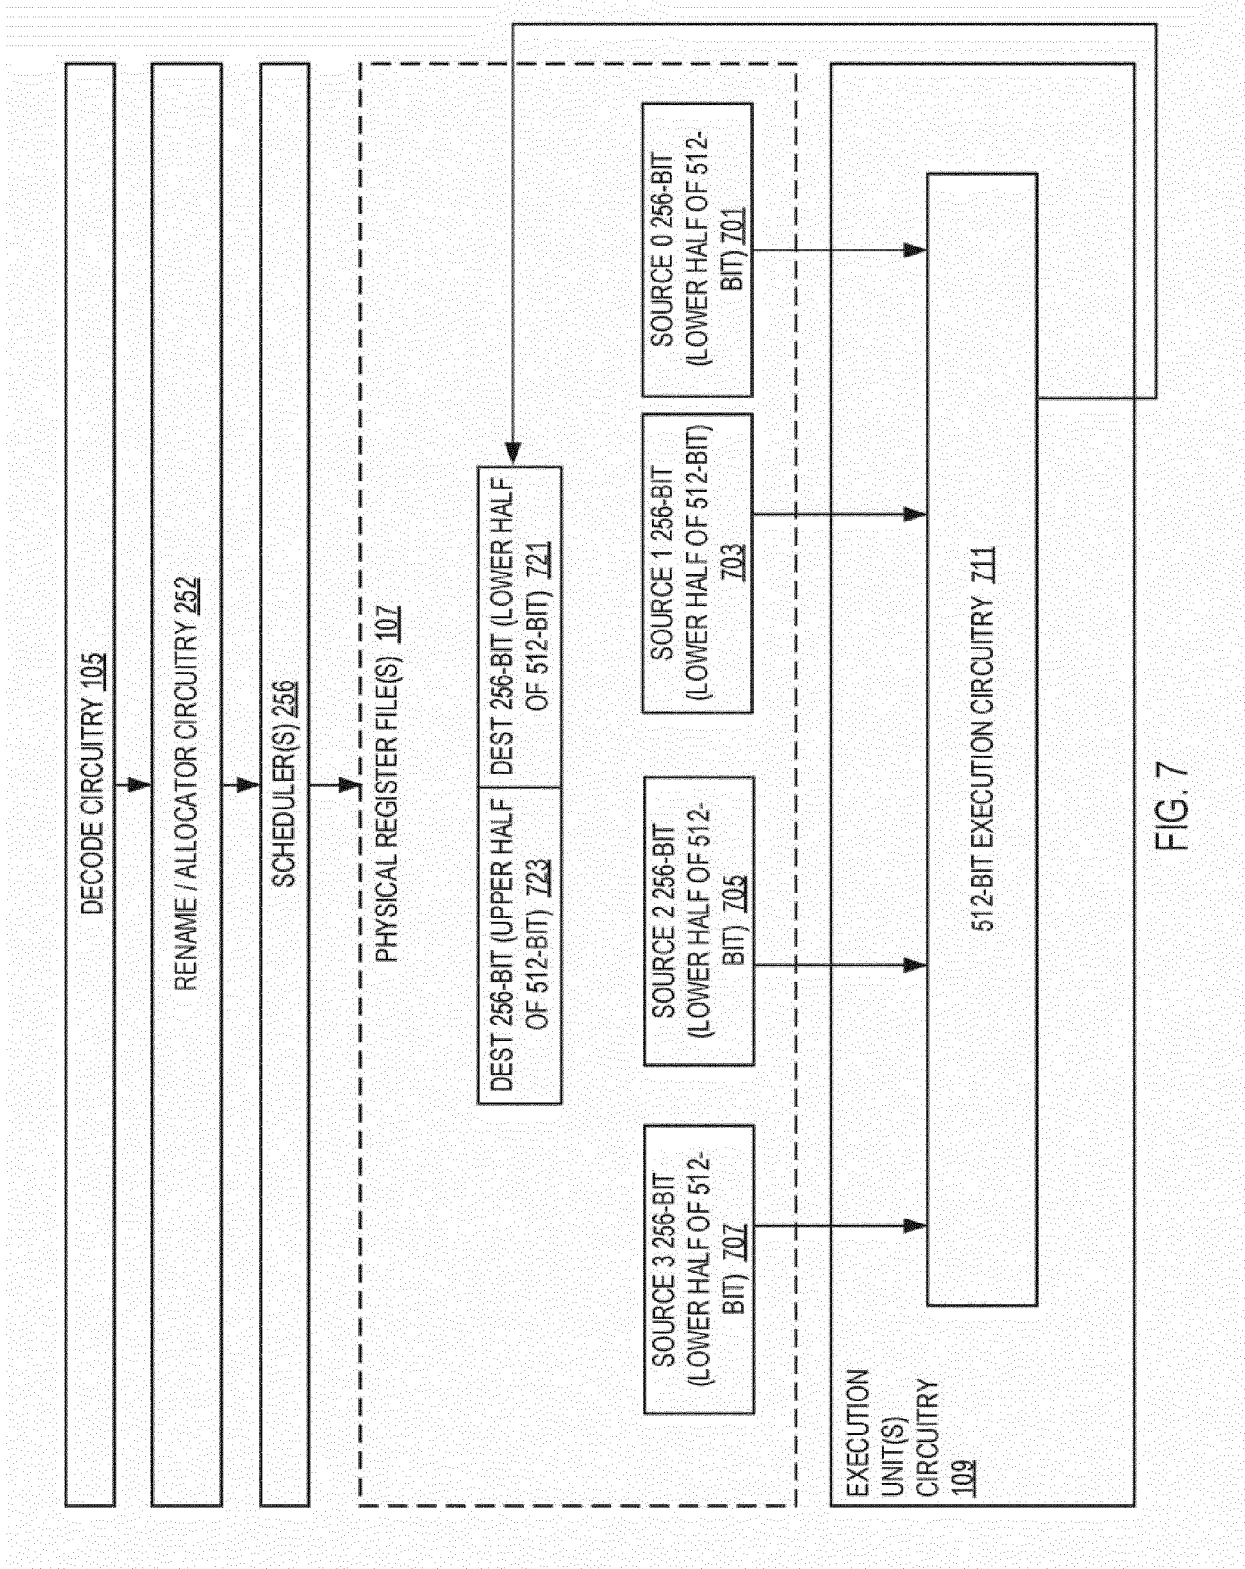 DECODE CIRCUITRY 105
RENAME / ALLOCATOR CIRCUITRY 252
SCHEDULER(S) 256
PHYSICAL REGISTER FILE(S) 107
DEST 256-BIT (UPPER HALF
OF 512-BIT) 723
DEST 256-BIT (LOWER HALF
OF 512-BIT) 721
SOURCE 3 256-BIT
(LOWER HALF OF 512-
BIT) 707
SOURCE 2 256-BIT
(LOWER HALF OF 512-
BIT) 705
SOURCE 1 256-BIT
(LOWER HALF OF 512-BIT)
703
SOURCE 0 256-BIT
(LOWER HALF OF 512-
BIT) 701
EXECUTION
UNIT(S)
CIRCUITRY
109
512-BIT EXECUTION CIRCUITRY 711
FIG. 7